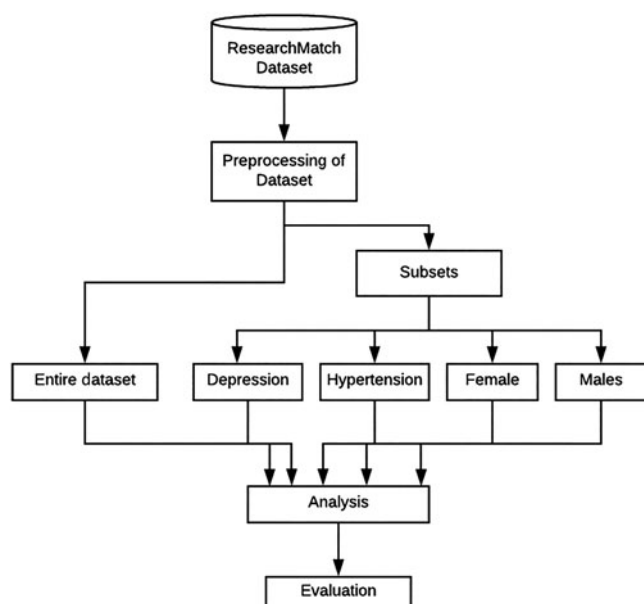 ResearchMatch
Dataset
Preprocessing of
Dataset
Subsets
Entire dataset
Depression
Hypertension
Female
Males
Analysis
Evaluation